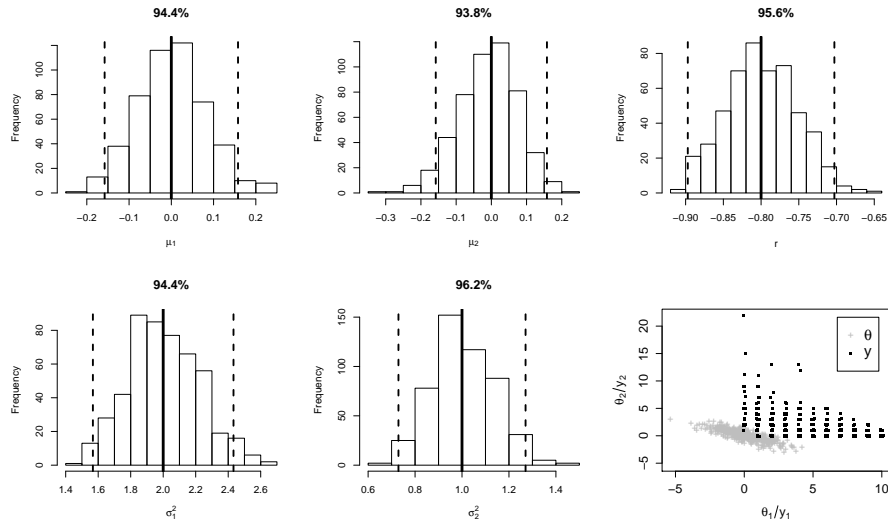 94.4%
Frequency
0 20 40 60 80 120
−0.2 −0.1 0.0 0.1 0.2
μ1
93.8%
Frequency
0 20 40 60 80 120
−0.3 −0.2 −0.1 0.0 0.1 0.2
μ2
95.6%
Frequency
0 20 40 60 80
−0.90 −0.85 −0.80 −0.75 −0.70 −0.65
r
94.4%
Frequency
0 20 40 60 80
1.4 1.6 1.8 2.0 2.2 2.4 2.6
σ₁²
96.2%
Frequency
0 50 100 150
0.6 0.8 1.0 1.2 1.4
σ₂²
θ₂/y₂
−5 0 5 10 15 20
θ
y
−5 0 5 10
θ₁/y₁